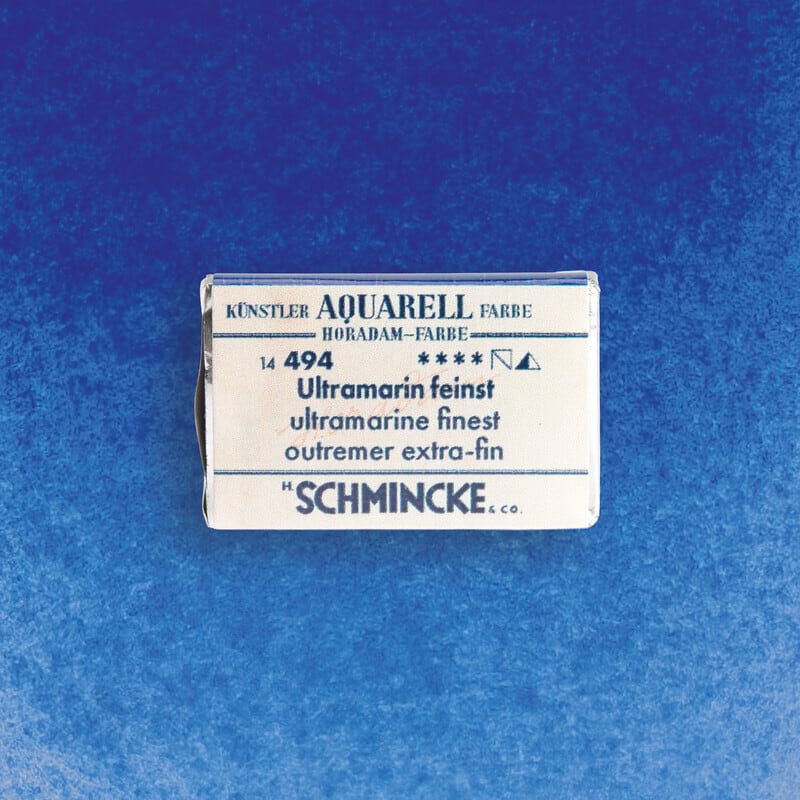 KÜNSTLER AQUARELL FARBE
HORADAM-FARBE
14 494 ****
Ultramarin feinst
ultramarine finest
outremer extra-fin
H. SCHMINCKE & CO.